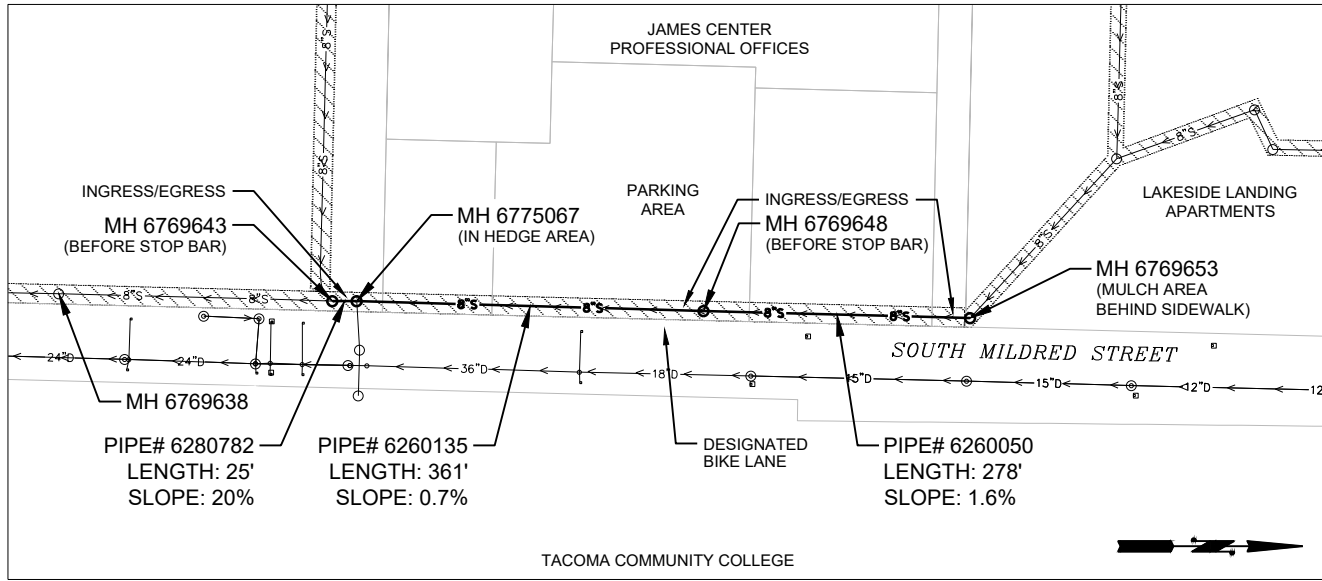 JAMES CENTER
PROFESSIONAL OFFICES
8"S
8"S
8"S
8"S
8"S
INGRESS/EGRESS
MH 6769643
(BEFORE STOP BAR)
MH 6775067
(IN HEDGE AREA)
PARKING
AREA
INGRESS/EGRESS
MH 6769648
(BEFORE STOP BAR)
LAKESIDE LANDING
APARTMENTS
MH 6769653
(MULCH AREA
BEHIND SIDEWALK)
8"S
8"S
8"S
8"S
8"S
8"S
SOUTH MILDRED STREET
24"D
24"D
36"D
18"D
15"D
15"D
12"D
12
MH 6769638
PIPE# 6280782
LENGTH: 25'
SLOPE: 20%
PIPE# 6260135
LENGTH: 361'
SLOPE: 0.7%
DESIGNATED
BIKE LANE
PIPE# 6260050
LENGTH: 278'
SLOPE: 1.6%
TACOMA COMMUNITY COLLEGE